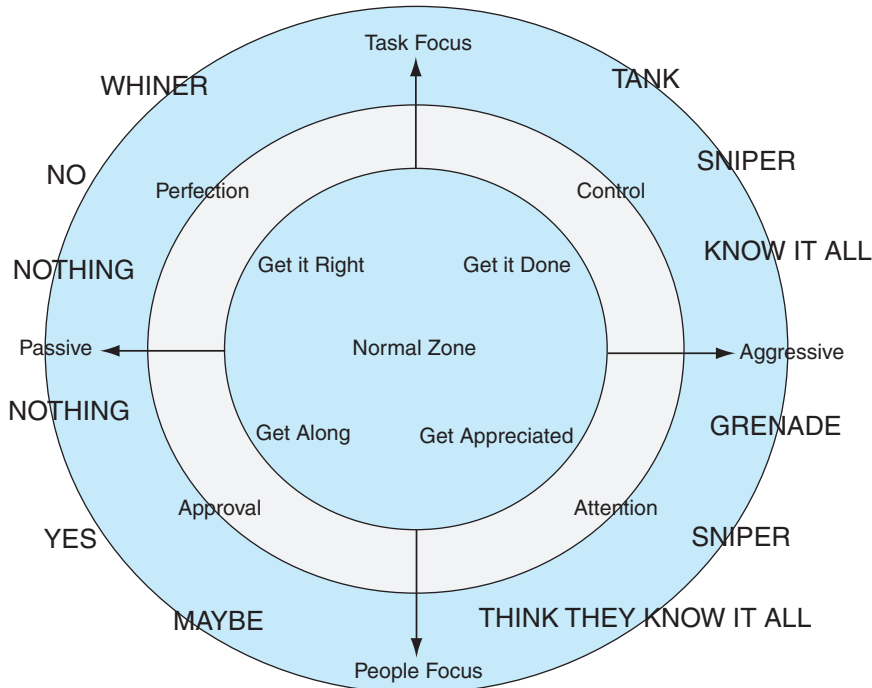 Task Focus
WHINER
TANK
SNIPER
NO
Perfection
Control
KNOW IT ALL
NOTHING
Get it Right
Get it Done
Passive
Normal Zone
Aggressive
NOTHING
GRENADE
Get Along
Get Appreciated
Approval
Attention
YES
SNIPER
MAYBE
THINK THEY KNOW IT ALL
People Focus